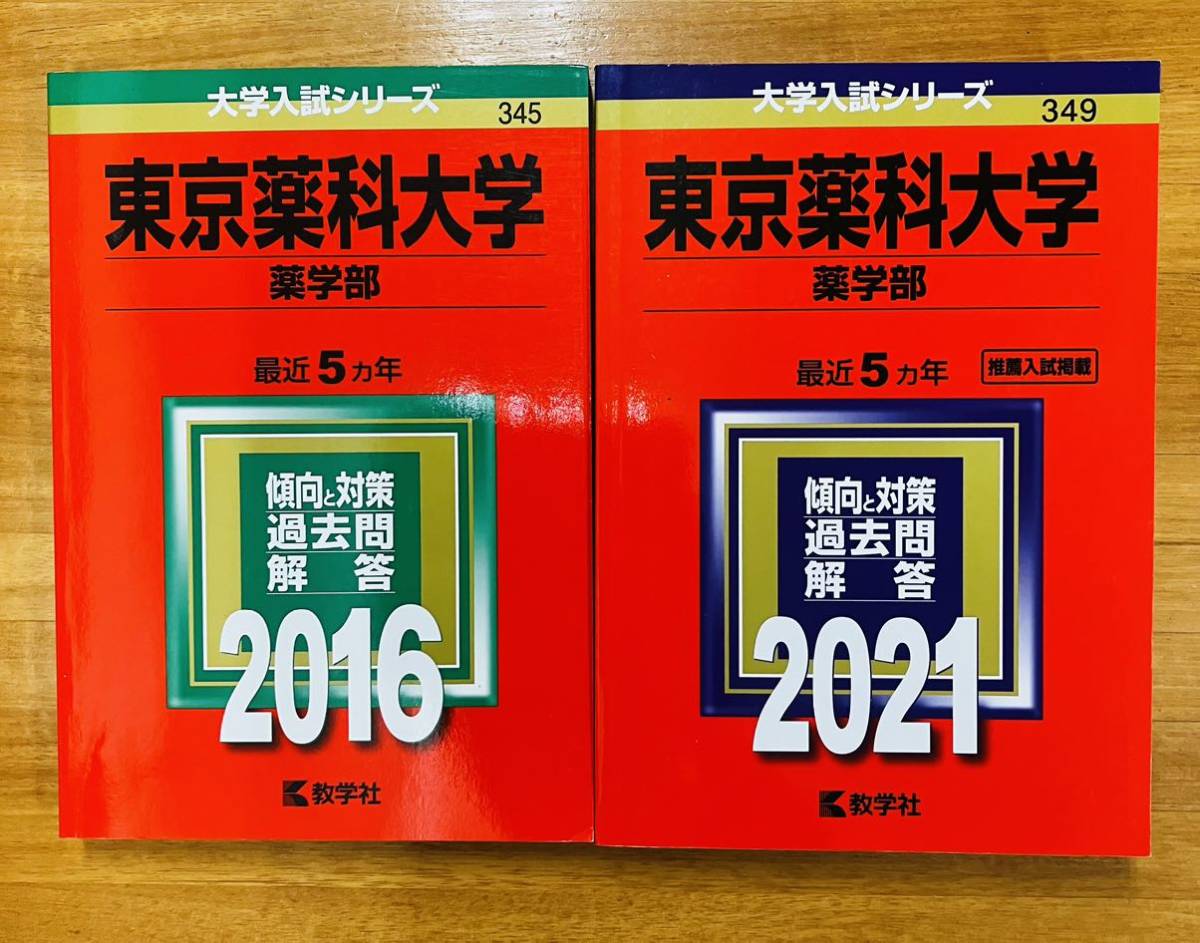 大学入試シリーズ
345
東京薬科大学
薬学部
最近5ヵ年
傾向と対策
過去問
解答
2016
教学社
大学入試シリーズ
349
東京薬科大学
薬学部
最近5ヵ年
推薦入試掲載
傾向と対策
過去問
解答
2021
教学社